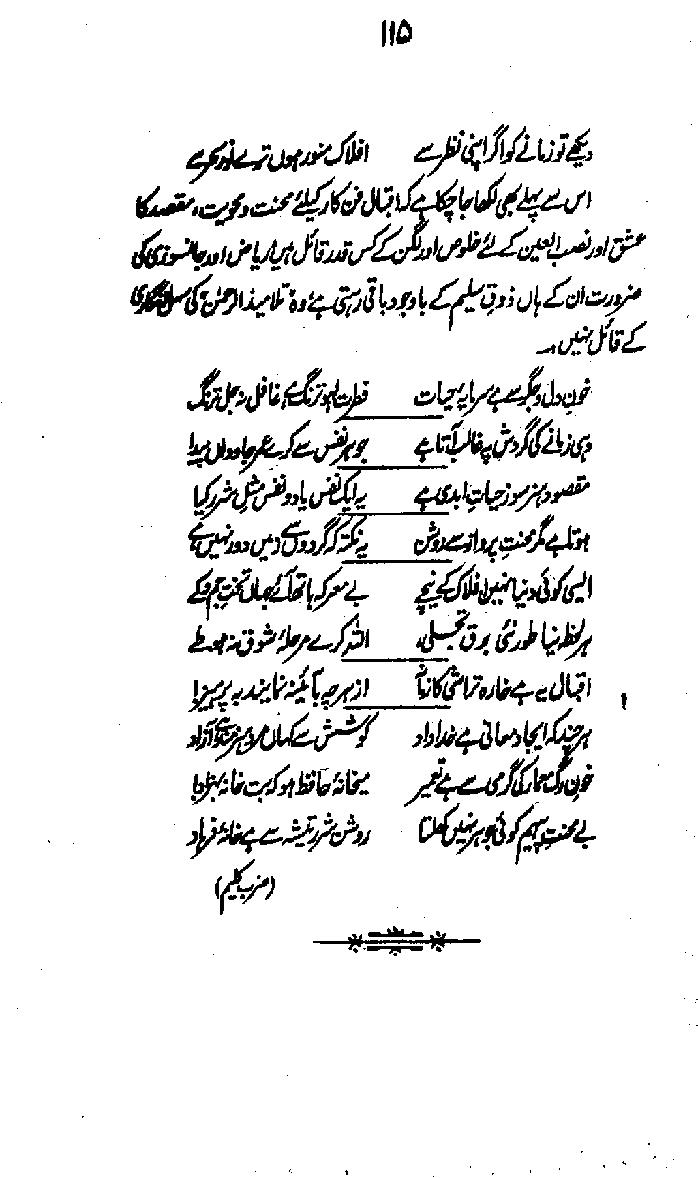 ۱۱۵
دیکھے تو زمانے کو اگر اپنی نظر سے افلاک منور ہوں ترے نورِ سحر سے
اس سے پہلے بھی لکھا جا چکا ہے کہ اقبال فن کار کیلئے محنت و محویت، مقصد کا
عشق اور نصب العین کے لئے خلوص اور لگن کے کس قدر قائل ہیں ریاض اور جانسوزی کی
ضرورت ان کے ہاں ذوقِ سلیم کے باوجود باقی رہتی ہے وہ تلامیذ الرحمٰن کی سہل انگاری
کے قائل نہیں۔
خونِ دل و جگر سے ہے سرمایۂ حیات فطرت لہو ترنگ ہے غافل نہ جل ترنگ
وہی زمانے کی گردش پہ غالب آتا ہے جو ہر نفس سے کرے عمرِ جاوداں پیدا
مقصودِ ہنر سوزِ حیاتِ ابدی ہے یہ ایک نفس یا دو نفس مثلِ شرر کیا
ہوتا ہے مگر محنتِ پرواز سے روشن یہ نکتہ کہ گردوں سے زمیں دور نہیں ہے
ایسی کوئی دنیا نہیں افلاک کے نیچے بے معرکہ ہاتھ آئے جہاں تختِ جم و کے
ہر لحظہ نیا طور نئی برقِ تجلی، اللہ کرے مرحلۂ شوق نہ ہو طے
اقبال یہ ہے خارہ تراشی کا زمانہ از ہرچہ بآئینہ نمایند بہ پرہیز ۱
ہر چند کہ ایجادِ معانی ہے خداداد کوشش سے کہاں مردِ ہنرمند ہے آزاد
خونِ رگِ معمار کی گرمی سے ہے تعمیر میخانۂ حافظ ہو کہ بت خانۂ بہزاد
بے محنتِ پیہم کوئی جوہر نہیں کھلتا روشن شررِ تیشہ سے ہے خانۂ فرہاد
(ضربِ کلیم)